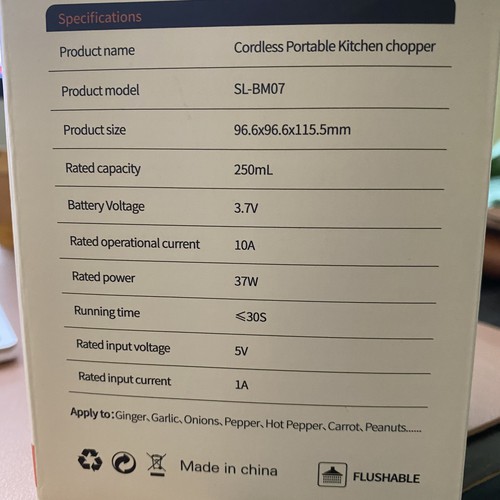 Specifications
Product name Cordless Portable Kitchen chopper
Product model SL-BM07
Product size 96.6x96.6x115.5mm
Rated capacity 250mL
Battery Voltage 3.7V
Rated operational current 10A
Rated power 37W
Running time ⩽30S
Rated input voltage 5V
Rated input current 1A
Apply to:Ginger、Garlic、Onions、Pepper、Hot Pepper、Carrot、Peanuts......
Made in china FLUSHABLE